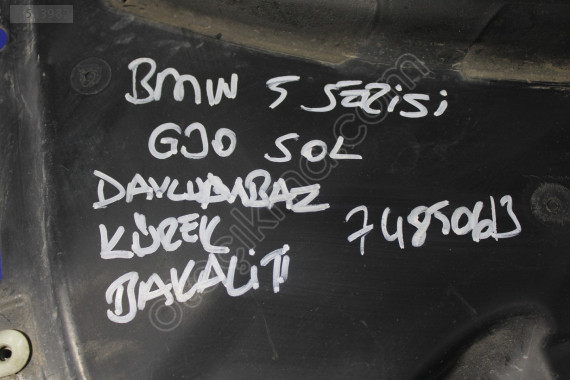 BMW 5 SERİSİ
G30 SOL
DAVLUMBAZ
KÜREK 7485063
BAKALİTİ